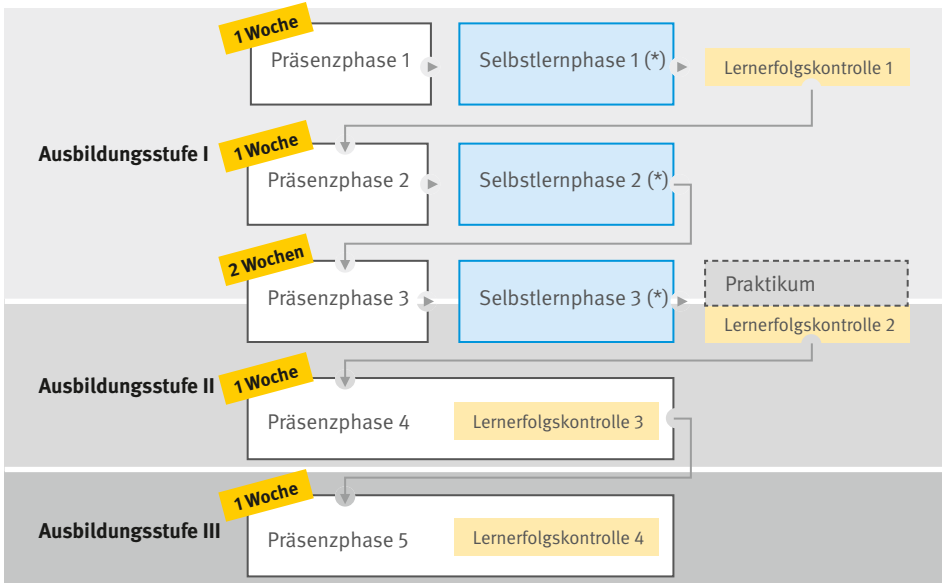 1 Woche
Präsenzphase 1
Selbstlernphase 1 (*)
Lernerfolgskontrolle 1
Ausbildungsstufe I
1 Woche
Präsenzphase 2
Selbstlernphase 2 (*)
2 Wochen
Präsenzphase 3
Selbstlernphase 3 (*)
Praktikum
Lernerfolgskontrolle 2
Ausbildungsstufe II
1 Woche
Präsenzphase 4
Lernerfolgskontrolle 3
Ausbildungsstufe III
1 Woche
Präsenzphase 5
Lernerfolgskontrolle 4